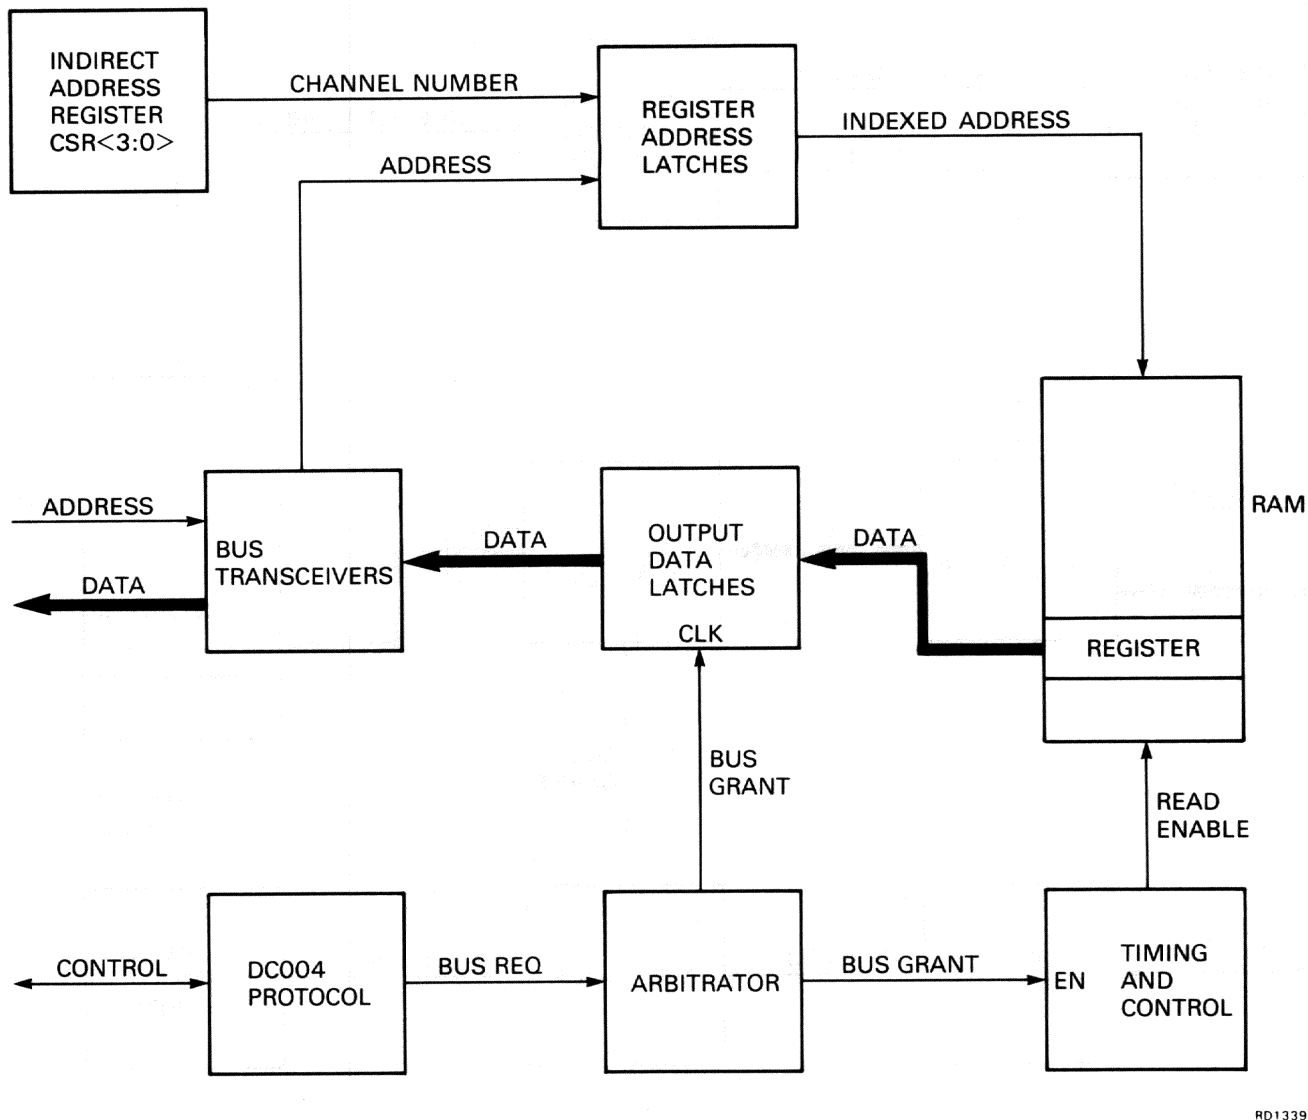 INDIRECT
ADDRESS
REGISTER
CSR<3:0>
CHANNEL NUMBER
ADDRESS
REGISTER
ADDRESS
LATCHES
INDEXED ADDRESS
ADDRESS
DATA
BUS
TRANSCEIVERS
DATA
OUTPUT
DATA
LATCHES
CLK
DATA
RAM
REGISTER
BUS
GRANT
READ
ENABLE
CONTROL
DC004
PROTOCOL
BUS REQ
ARBITRATOR
BUS GRANT
EN
TIMING
AND
CONTROL
RD1339